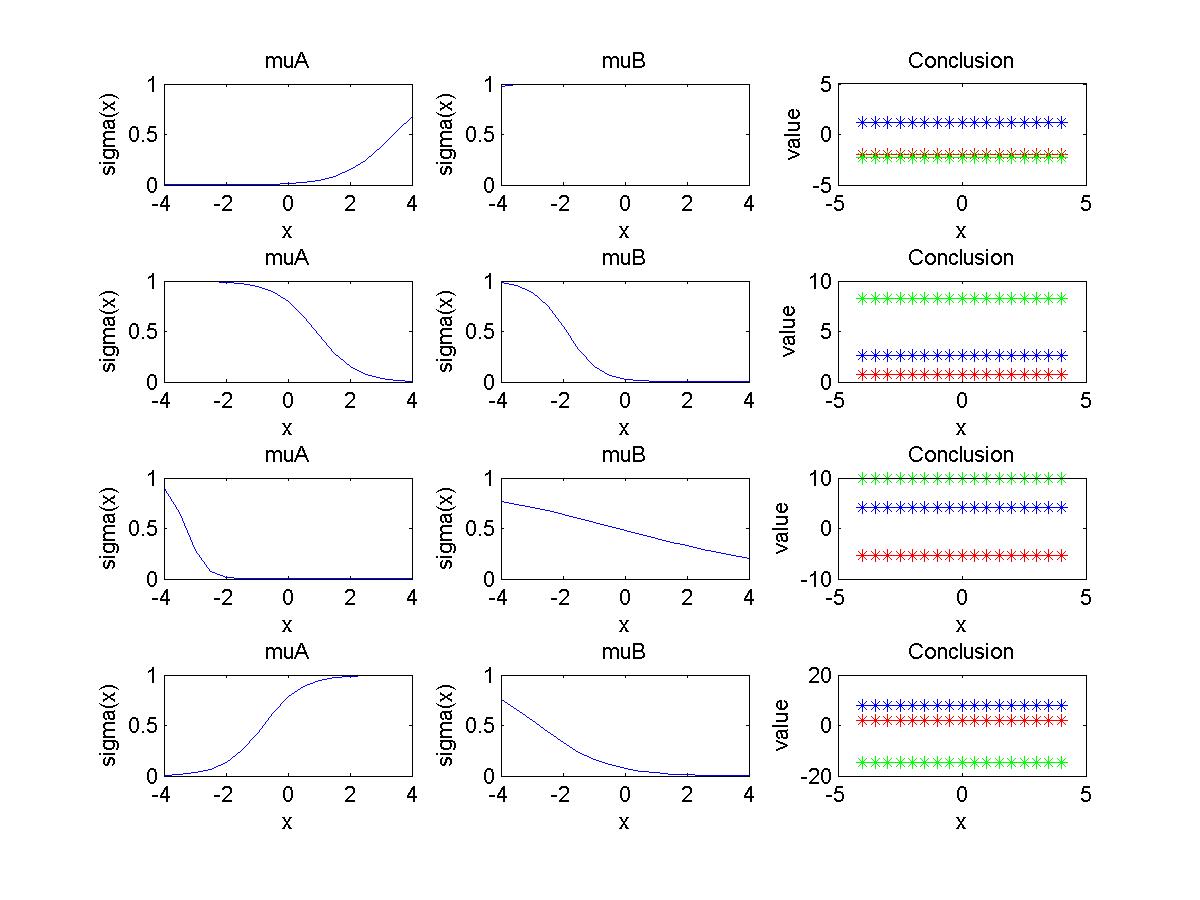 muA muB Conclusion
1 1 5
sigma(x) 0.5 sigma(x) 0.5 value 0
0 0 -5
-4 -2 0 2 4 -4 -2 0 2 4 -5 0 5
x x x
muA muB Conclusion
1 1 10
sigma(x) 0.5 sigma(x) 0.5 value 5
0 0 0
-4 -2 0 2 4 -4 -2 0 2 4 -5 0 5
x x x
muA muB Conclusion
1 1 10
sigma(x) 0.5 sigma(x) 0.5 value 0
0 0 -10
-4 -2 0 2 4 -4 -2 0 2 4 -5 0 5
x x x
muA muB Conclusion
1 1 20
sigma(x) 0.5 sigma(x) 0.5 value 0
0 0 -20
-4 -2 0 2 4 -4 -2 0 2 4 -5 0 5
x x x